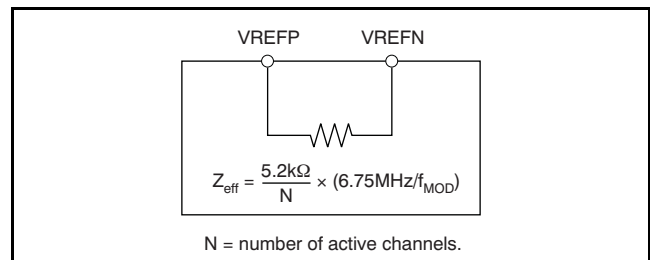 VREFP VREFN
Z_eff = 5.2kΩ/N × (6.75MHz/f_MOD)
N = number of active channels.